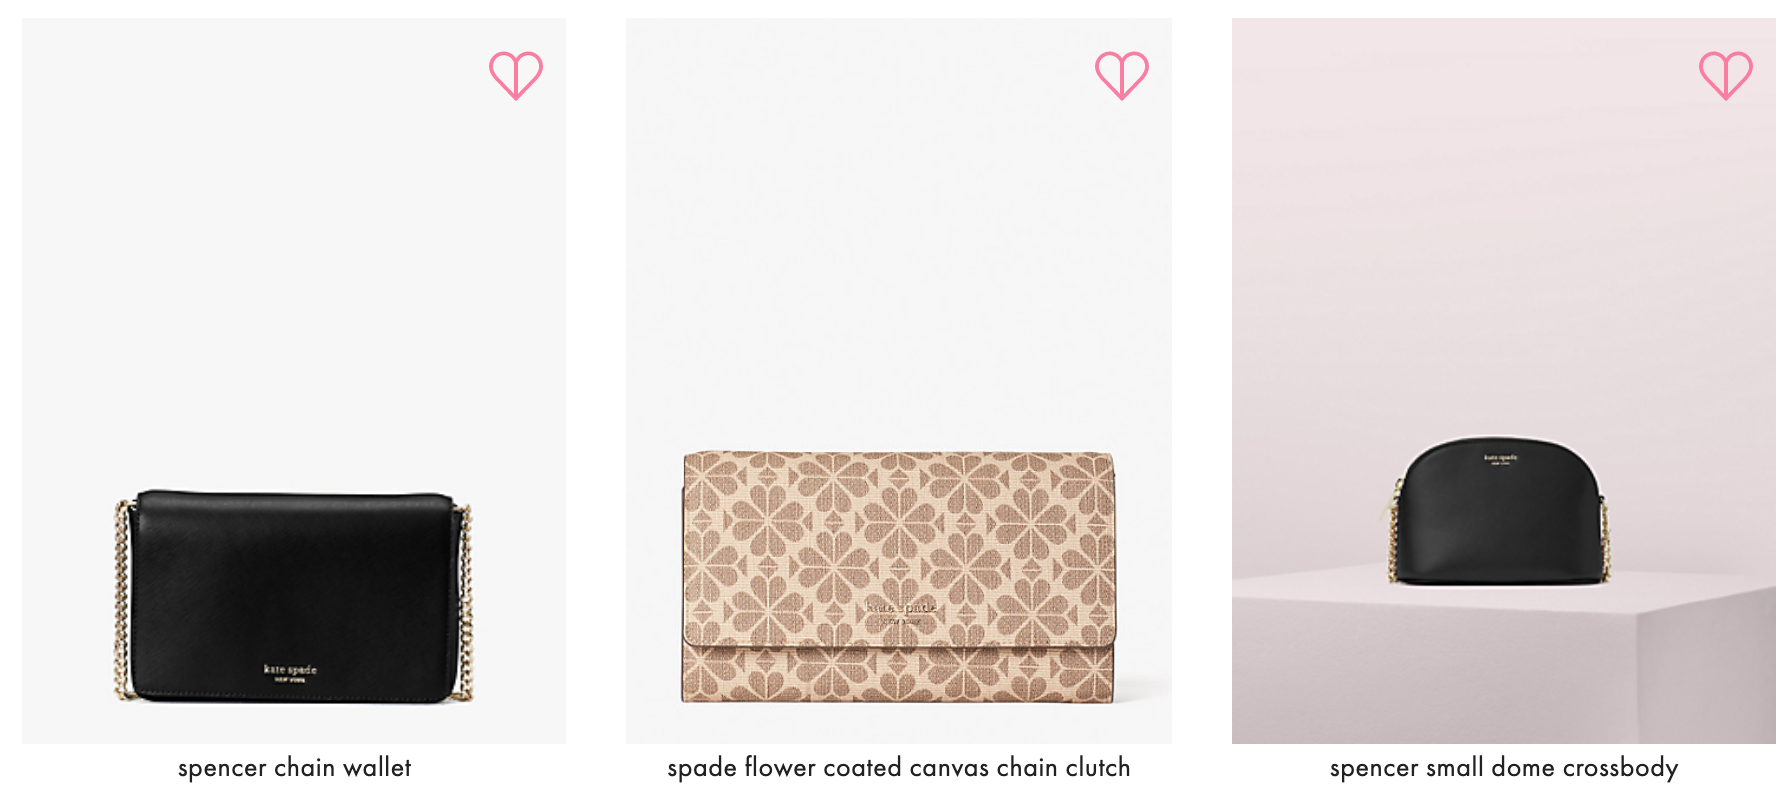 kate spade
NEW YORK
spencer chain wallet
kate spade
NEW YORK
spade flower coated canvas chain clutch
kate spade
NEW YORK
spencer small dome crossbody